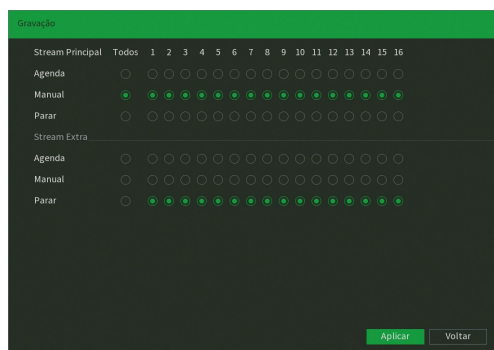 Gravação
Stream Principal Todos 1 2 3 4 5 6 7 8 9 10 11 12 13 14 15 16
Agenda
Manual
Parar
Stream Extra
Agenda
Manual
Parar
Aplicar Voltar